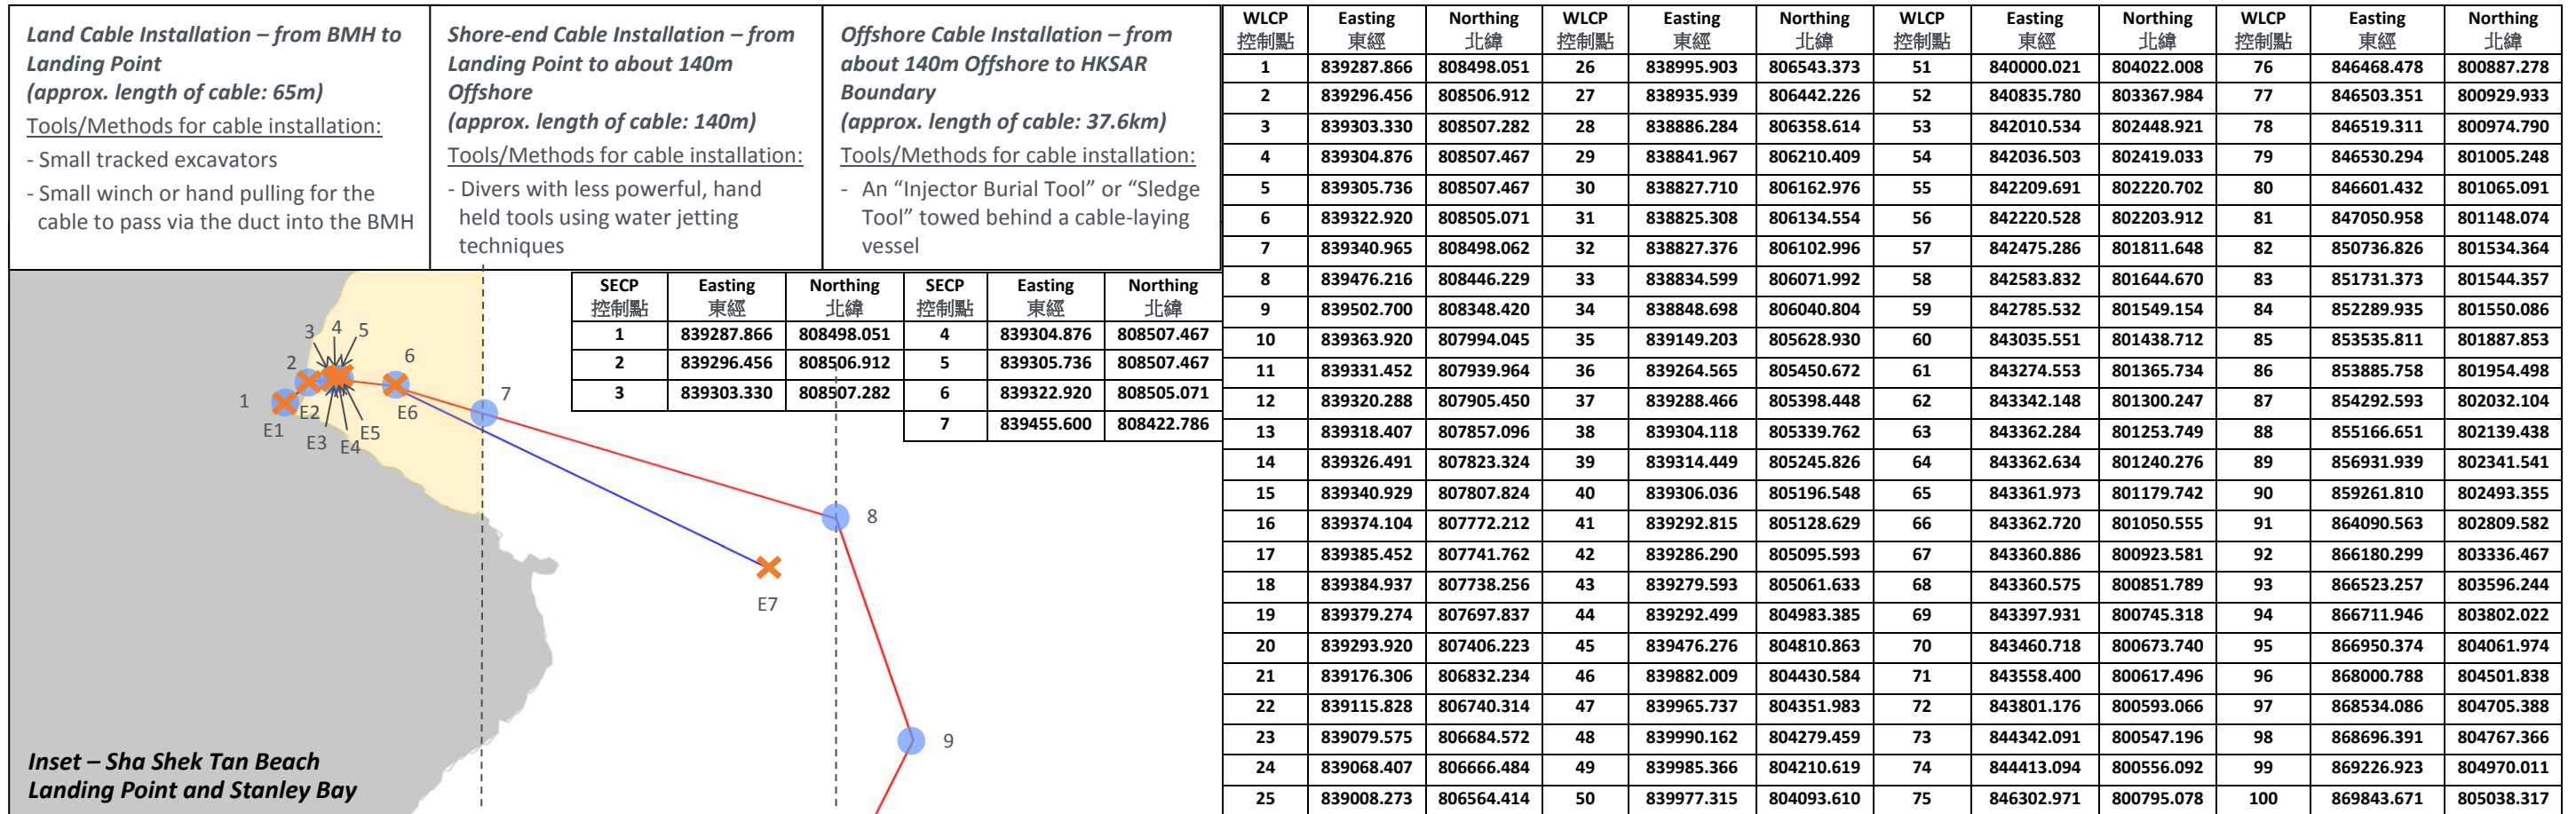 Land Cable Installation – from BMH to
Landing Point
(approx. length of cable: 65m)
Tools/Methods for cable installation:
- Small tracked excavators
- Small winch or hand pulling for the
cable to pass via the duct into the BMH
Shore-end Cable Installation – from
Landing Point to about 140m
Offshore
(approx. length of cable: 140m)
Tools/Methods for cable installation:
- Divers with less powerful, hand
held tools using water jetting
techniques
Offshore Cable Installation – from
about 140m Offshore to HKSAR
Boundary
(approx. length of cable: 37.6km)
Tools/Methods for cable installation:
- An “Injector Burial Tool” or “Sledge
Tool” towed behind a cable-laying
vessel
SECP Easting Northing SECP Easting Northing
控制點 東經 北緯 控制點 東經 北緯
1 839287.866 808498.051 4 839304.876 808507.467
2 839296.456 808506.912 5 839305.736 808507.467
3 839303.330 808507.282 6 839322.920 808505.071
7 839455.600 808422.786
3 4 5
2 6
1 7
E2 E6
E1 E5
E3 E4
8
E7
9
Inset – Sha Shek Tan Beach
Landing Point and Stanley Bay
WLCP Easting Northing WLCP Easting Northing WLCP Easting Northing WLCP Easting Northing
控制點 東經 北緯 控制點 東經 北緯 控制點 東經 北緯 控制點 東經 北緯
1 839287.866 808498.051 26 838995.903 806543.373 51 840000.021 804022.008 76 846468.478 800887.278
2 839296.456 808506.912 27 838935.939 806442.226 52 840835.780 803367.984 77 846503.351 800929.933
3 839303.330 808507.282 28 838886.284 806358.614 53 842010.534 802448.921 78 846519.311 800974.790
4 839304.876 808507.467 29 838841.967 806210.409 54 842036.503 802419.033 79 846530.294 801005.248
5 839305.736 808507.467 30 838827.710 806162.976 55 842209.691 802220.702 80 846601.432 801065.091
6 839322.920 808505.071 31 838825.308 806134.554 56 842220.528 802203.912 81 847050.958 801148.074
7 839340.965 808498.062 32 838827.376 806102.996 57 842475.286 801811.648 82 850736.826 801534.364
8 839476.216 808446.229 33 838834.599 806071.992 58 842583.832 801644.670 83 851731.373 801544.357
9 839502.700 808348.420 34 838848.698 806040.804 59 842785.532 801549.154 84 852289.935 801550.086
10 839363.920 807994.045 35 839149.203 805628.930 60 843035.551 801438.712 85 853535.811 801887.853
11 839331.452 807939.964 36 839264.565 805450.672 61 843274.553 801365.734 86 853885.758 801954.498
12 839320.288 807905.450 37 839288.466 805398.448 62 843342.148 801300.247 87 854292.593 802032.104
13 839318.407 807857.096 38 839304.118 805339.762 63 843362.284 801253.749 88 855166.651 802139.438
14 839326.491 807823.324 39 839314.449 805245.826 64 843362.634 801240.276 89 856931.939 802341.541
15 839340.929 807807.824 40 839306.036 805196.548 65 843361.973 801179.742 90 859261.810 802493.355
16 839374.104 807772.212 41 839292.815 805128.629 66 843362.720 801050.555 91 864090.563 802809.582
17 839385.452 807741.762 42 839286.290 805095.593 67 843360.886 800923.581 92 866180.299 803336.467
18 839384.937 807738.256 43 839279.593 805061.633 68 843360.575 800851.789 93 866523.257 803596.244
19 839379.274 807697.837 44 839292.499 804983.385 69 843397.931 800745.318 94 866711.946 803802.022
20 839293.920 807406.223 45 839476.276 804810.863 70 843460.718 800673.740 95 866950.374 804061.974
21 839176.306 806832.234 46 839882.009 804430.584 71 843558.400 800617.496 96 868000.788 804501.838
22 839115.828 806740.314 47 839965.737 804351.983 72 843801.176 800593.066 97 868534.086 804705.388
23 839079.575 806684.572 48 839990.162 804279.459 73 844342.091 800547.196 98 868696.391 804767.366
24 839068.407 806666.484 49 839985.366 804210.619 74 844413.094 800556.092 99 869226.923 804970.011
25 839008.273 806564.414 50 839977.315 804093.610 75 846302.971 800795.078 100 869843.671 805038.317